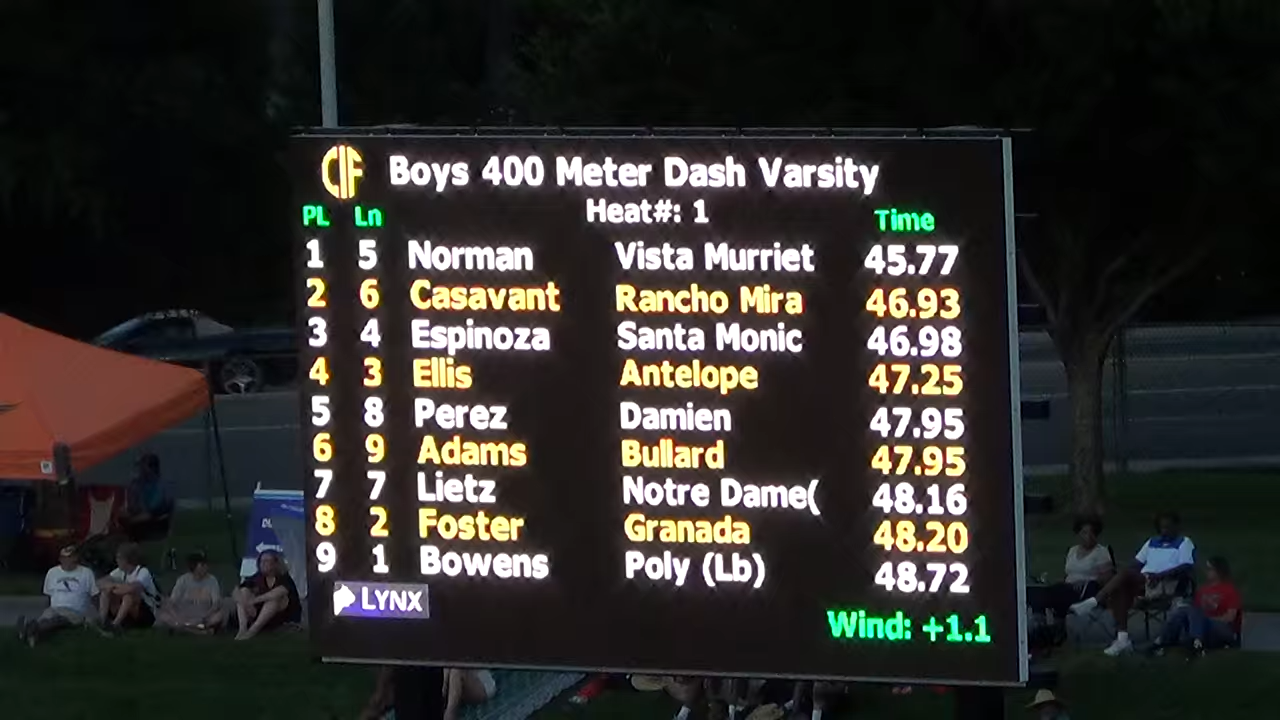 CIF Boys 400 Meter Dash Varsity
Heat#: 1
PL Ln Time
1 5 Norman Vista Murriet 45.77
2 6 Casavant Rancho Mira 46.93
3 4 Espinoza Santa Monic 46.98
4 3 Ellis Antelope 47.25
5 8 Perez Damien 47.95
6 9 Adams Bullard 47.95
7 7 Lietz Notre Dame( 48.16
8 2 Foster Granada 48.20
9 1 Bowens Poly (Lb) 48.72
LYNX
Wind: +1.1